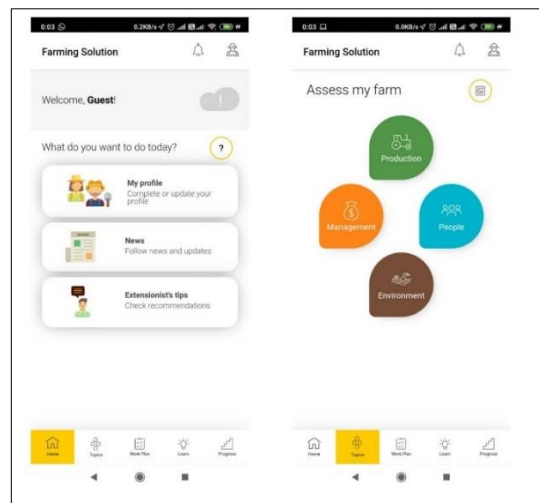 0:03
0.2KB/s
Farming Solution
Welcome, Guest!
What do you want to do today?
?
My profile
Complete or update your
profile
News
Follow news and updates
Extensionist's tips
Check recommendations
Home
Topics
Work Plan
Learn
Progress
0:03
0.0KB/s
Farming Solution
Assess my farm
Production
Management
People
Environment
Home
Topics
Work Plan
Learn
Progress